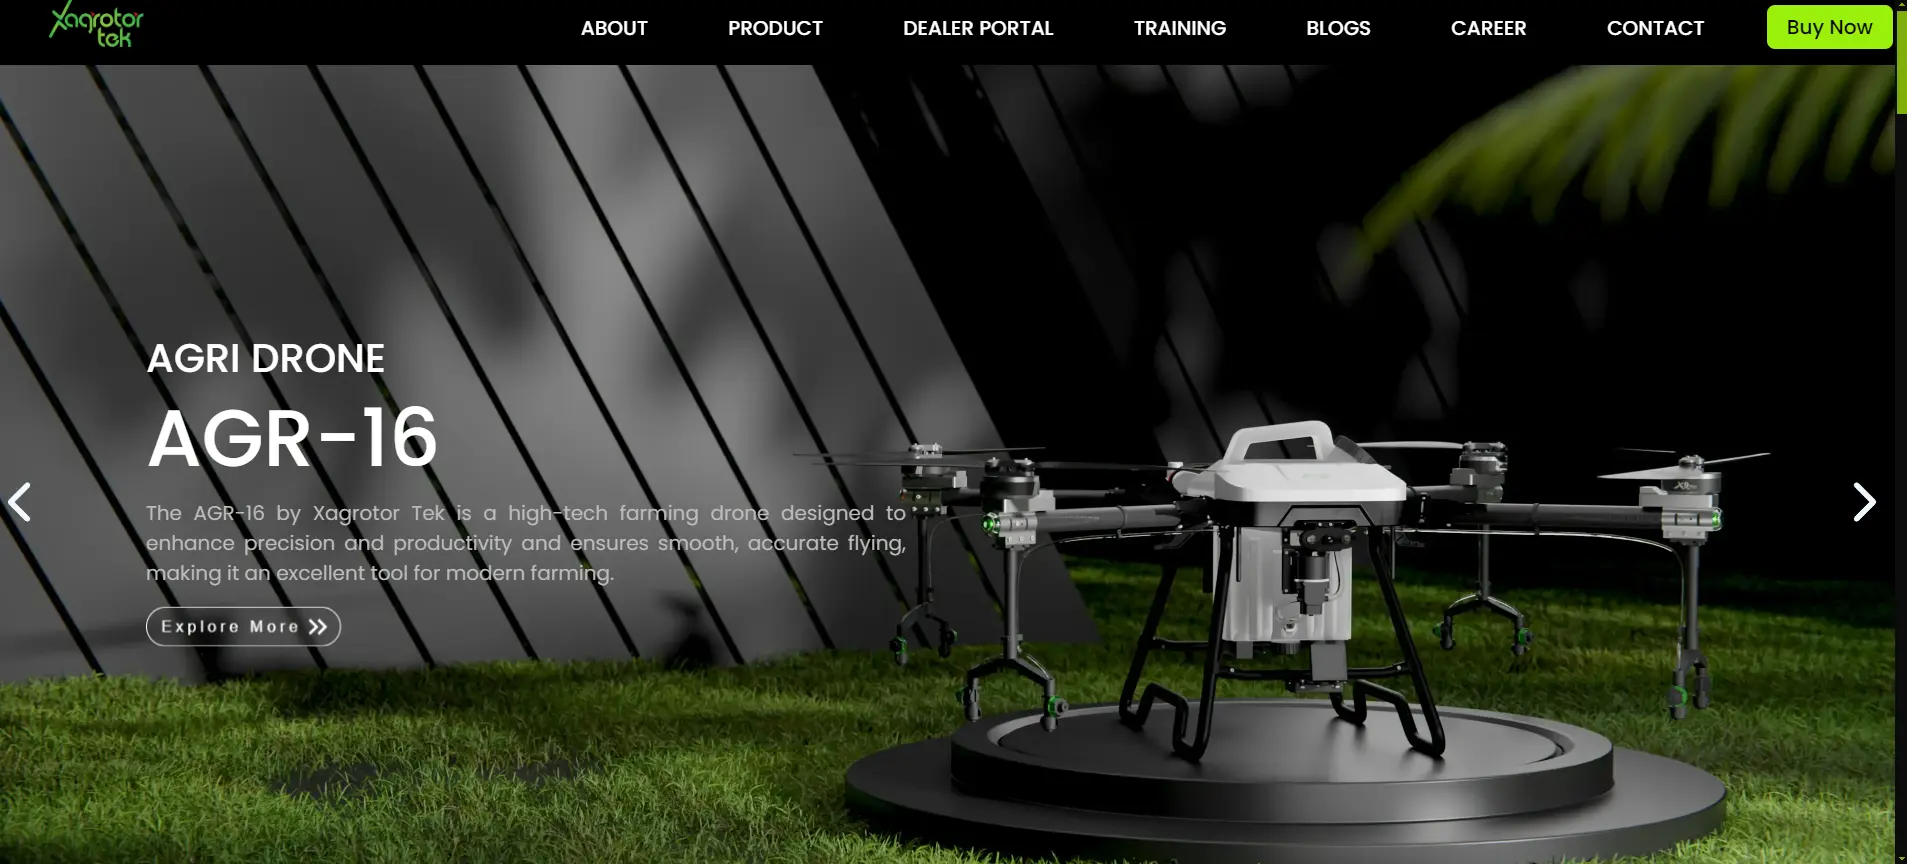 Xagrotor
tek
ABOUT PRODUCT DEALER PORTAL TRAINING BLOGS CAREER CONTACT Buy Now
AGRI DRONE
AGR-16
The AGR-16 by Xagrotor Tek is a high-tech farming drone designed to
enhance precision and productivity and ensures smooth, accurate flying,
making it an excellent tool for modern farming.
Explore More